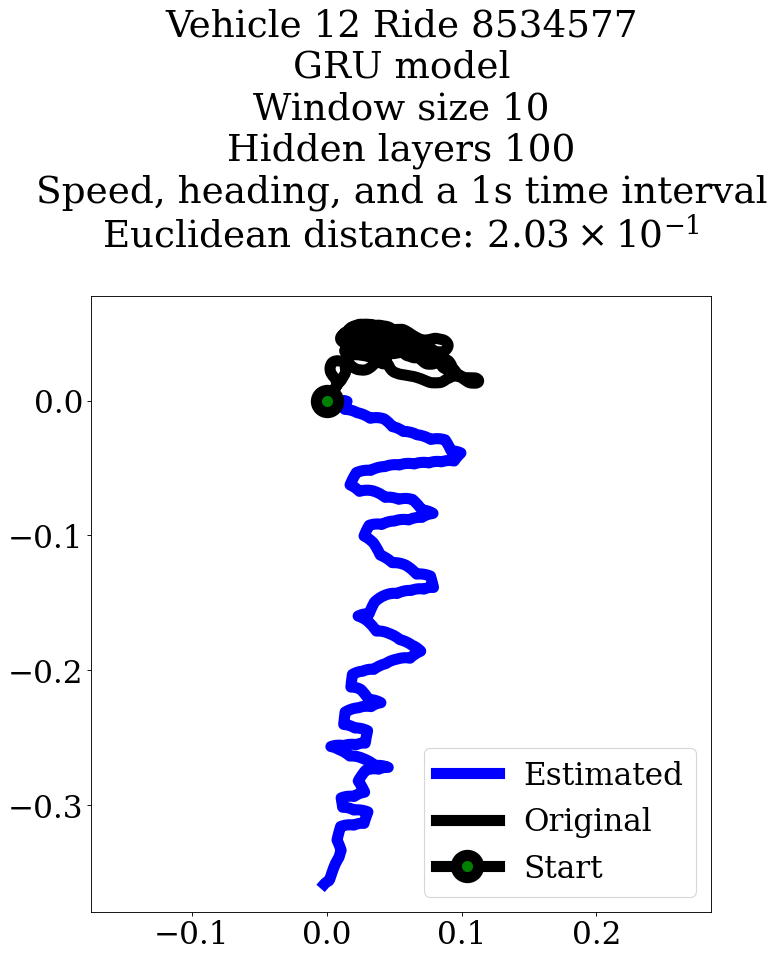 Vehicle 12 Ride 8534577
GRU model
Window size 10
Hidden layers 100
Speed, heading, and a 1s time interval
Euclidean distance: 2.03 × 10⁻¹
0.0
−0.1
−0.2
−0.3
Estimated
Original
Start
−0.1 0.0 0.1 0.2